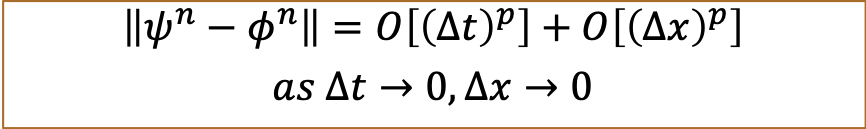 ‖ψⁿ − ϕⁿ‖ = O[(Δt)ᵖ] + O[(Δx)ᵖ]
as Δt → 0, Δx → 0